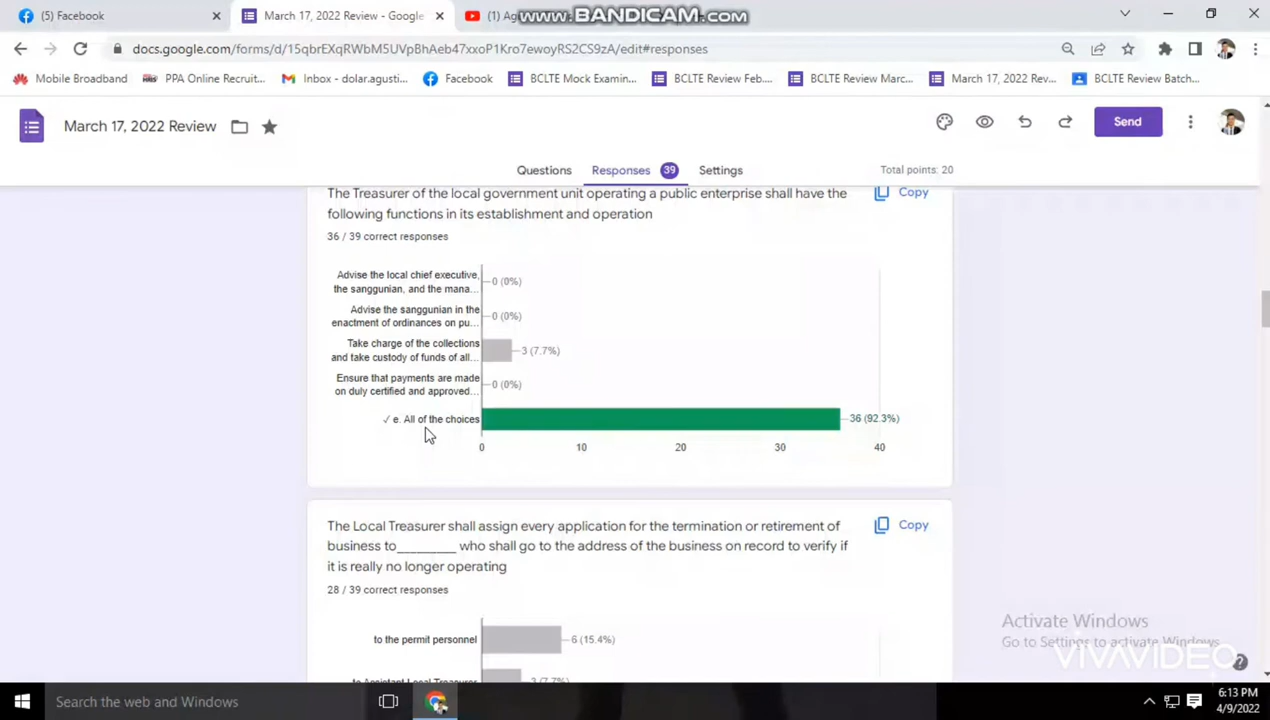 (5) Facebook
March 17, 2022 Review - Google
www.BANDICAM.com
docs.google.com/forms/d/15qbrEXqRWbM5UVpBhAeb47xxoP1Kro7ewoyRS2CS9zA/edit#responses
Mobile Broadband
PPA Online Recruit...
Inbox - dolar.agusti...
Facebook
BCLTE Mock Examin...
BCLTE Review Feb....
BCLTE Review Marc...
March 17, 2022 Rev...
BCLTE Review Batch...
March 17, 2022 Review
Send
Questions
Responses
39
Settings
Total points: 20
The Treasurer of the local government unit operating a public enterprise shall have the
following functions in its establishment and operation
Copy
36 / 39 correct responses
Advise the local chief executive,
the sanggunian, and the mana...
0 (0%)
Advise the sanggunian in the
enactment of ordinances on pu...
0 (0%)
Take charge of the collections
and take custody of funds of all...
3 (7.7%)
Ensure that payments are made
on duly certified and approved...
0 (0%)
✓ e. All of the choices
36 (92.3%)
0 10 20 30 40
The Local Treasurer shall assign every application for the termination or retirement of
business to_________ who shall go to the address of the business on record to verify if
it is really no longer operating
Copy
28 / 39 correct responses
to the permit personnel
6 (15.4%)
to Assistant Local Treasurer
3 (7.7%)
Activate Windows
Go to Settings to activate Windows.
VIVAVIDEO
Search the web and Windows
6:13 PM
4/9/2022